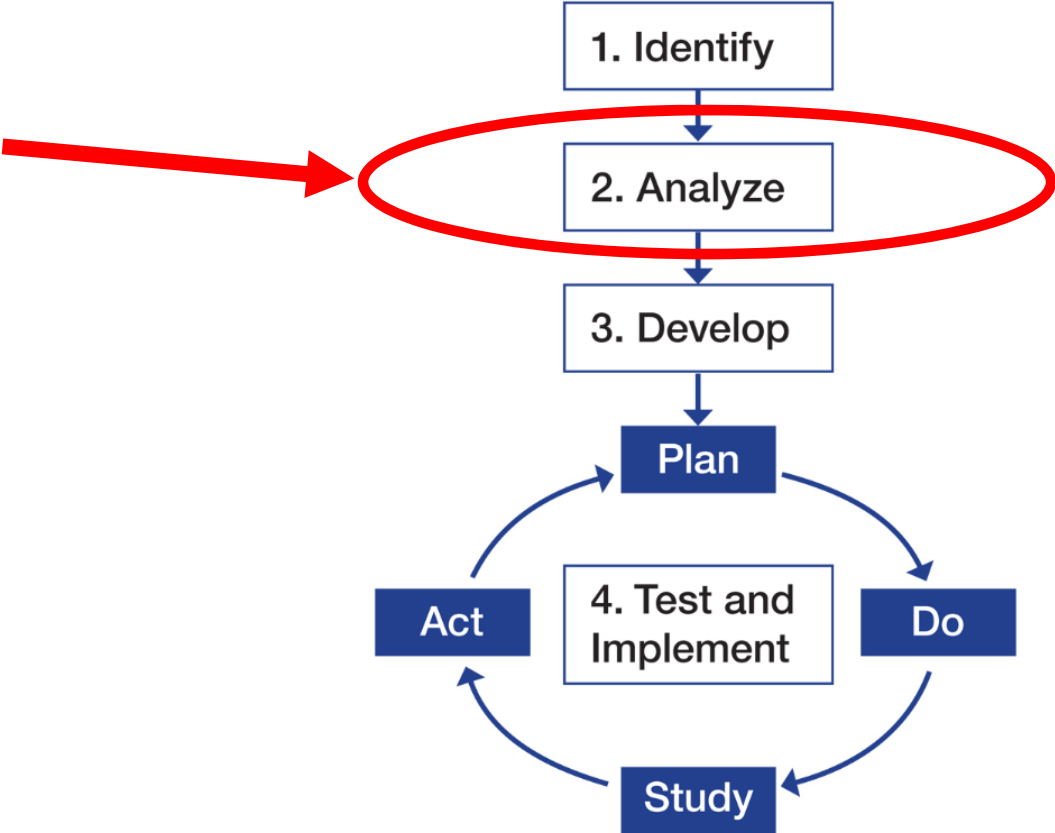 1. Identify
2. Analyze
3. Develop
Plan
Act
4. Test and
Implement
Do
Study